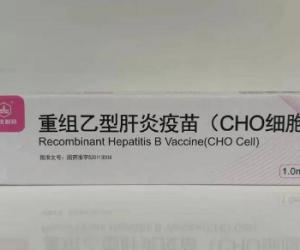 重组乙型肝炎疫苗（CHO细胞
Recombinant Hepatitis B Vaccine(CHO Cell)
1.0m